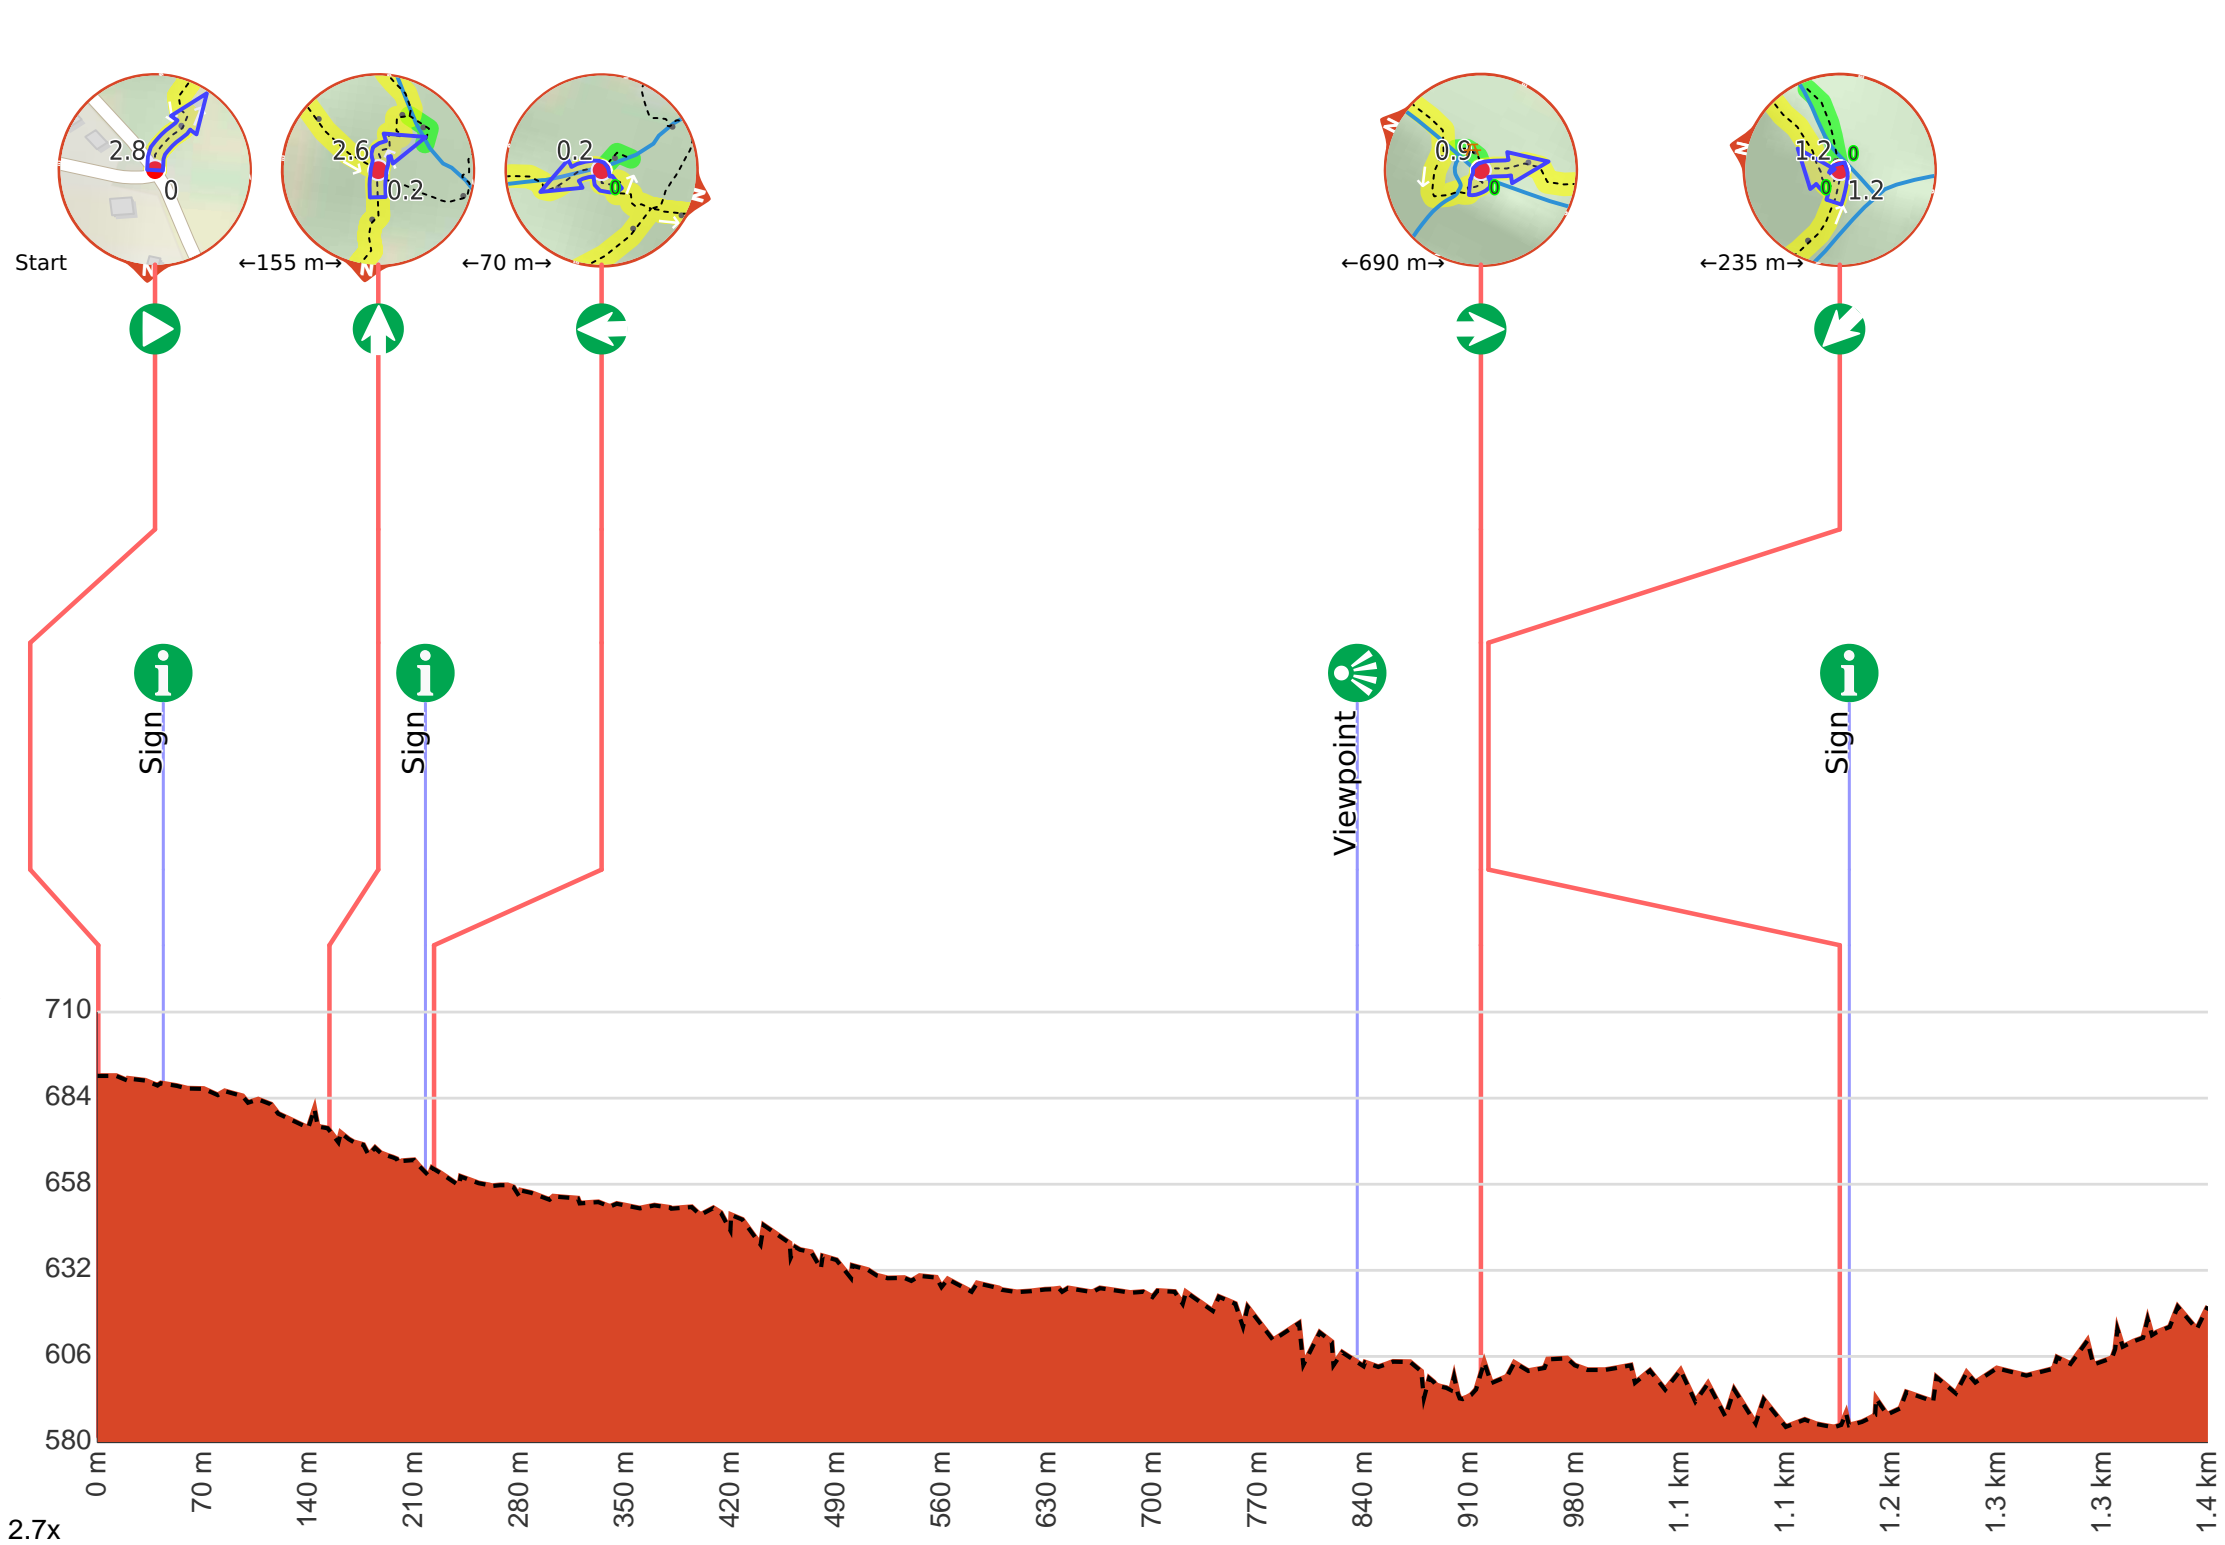 2.8
0
N
Start
2.6
0.2
N
←155 m→
0.2
0
N
←70 m→
0.9
0
N
←690 m→
1.2
0
0
1.2
N
←235 m→
Sign
Sign
Viewpoint
Sign
710
684
658
632
606
580
0 m
70 m
140 m
210 m
280 m
350 m
420 m
490 m
560 m
630 m
700 m
770 m
840 m
910 m
980 m
1.1 km
1.1 km
1.2 km
1.3 km
1.3 km
1.4 km
2.7x